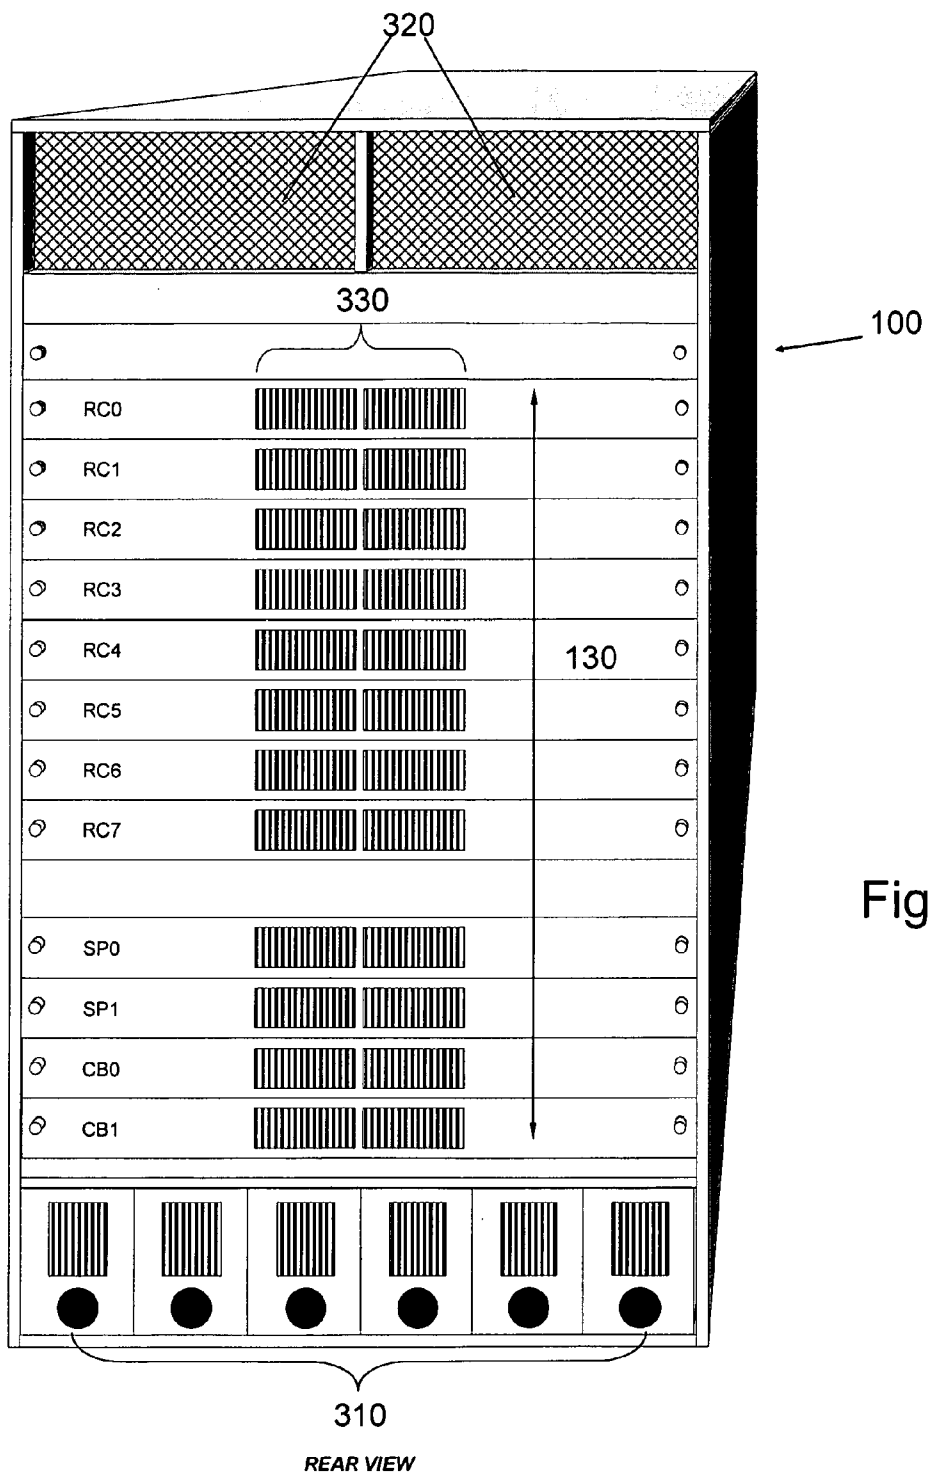 320
330
100
RC0
RC1
RC2
RC3
RC4
130
RC5
RC6
RC7
Fig
SP0
SP1
CB0
CB1
310
REAR VIEW